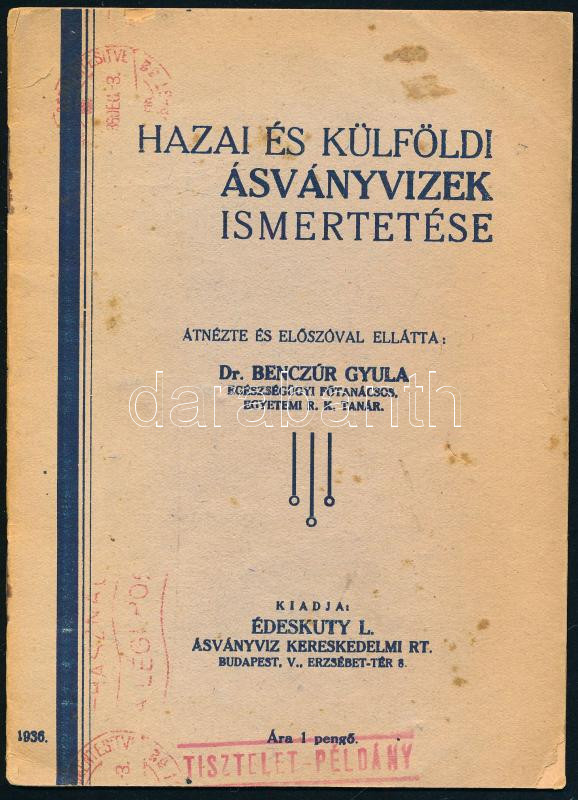 HAZAI ÉS KÜLFÖLDI
ÁSVÁNYVIZEK
ISMERTETÉSE
ÁTNÉZTE ÉS ELŐSZÓVAL ELLÁTTA:
Dr. BENCZÚR GYULA
EGÉSZSÉGÜGYI FŐTANÁCSOS,
EGYETEMI R. K. TANÁR.
darabanth
KIADJA:
ÉDESKUTY L.
ÁSVÁNYVIZ KERESKEDELMI RT.
BUDAPEST, V., ERZSÉBET-TÉR 8.
1936.
Ára 1 pengő.
TISZTELET-PÉLDÁNY